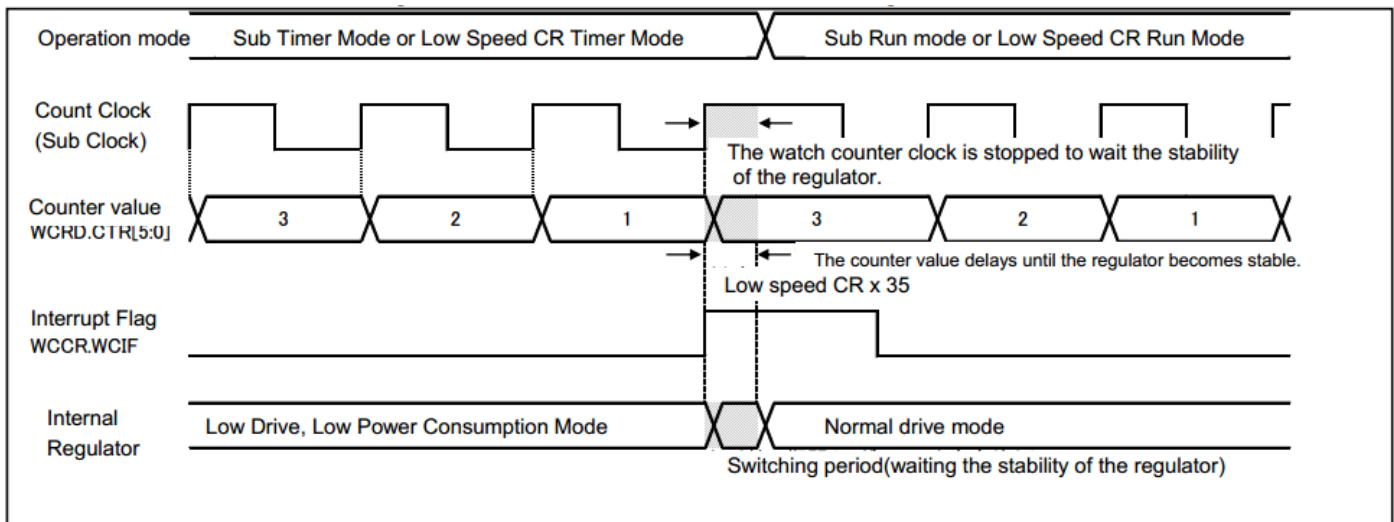 Operation mode
Sub Timer Mode or Low Speed CR Timer Mode
Sub Run mode or Low Speed CR Run Mode
Count Clock
(Sub Clock)
The watch counter clock is stopped to wait the stability
of the regulator.
Counter value
WCRD.CTR[5:0]
3
2
1
3
2
1
The counter value delays until the regulator becomes stable.
Low speed CR x 35
Interrupt Flag
WCCR.WCIF
Internal
Regulator
Low Drive, Low Power Consumption Mode
Normal drive mode
Switching period(waiting the stability of the regulator)